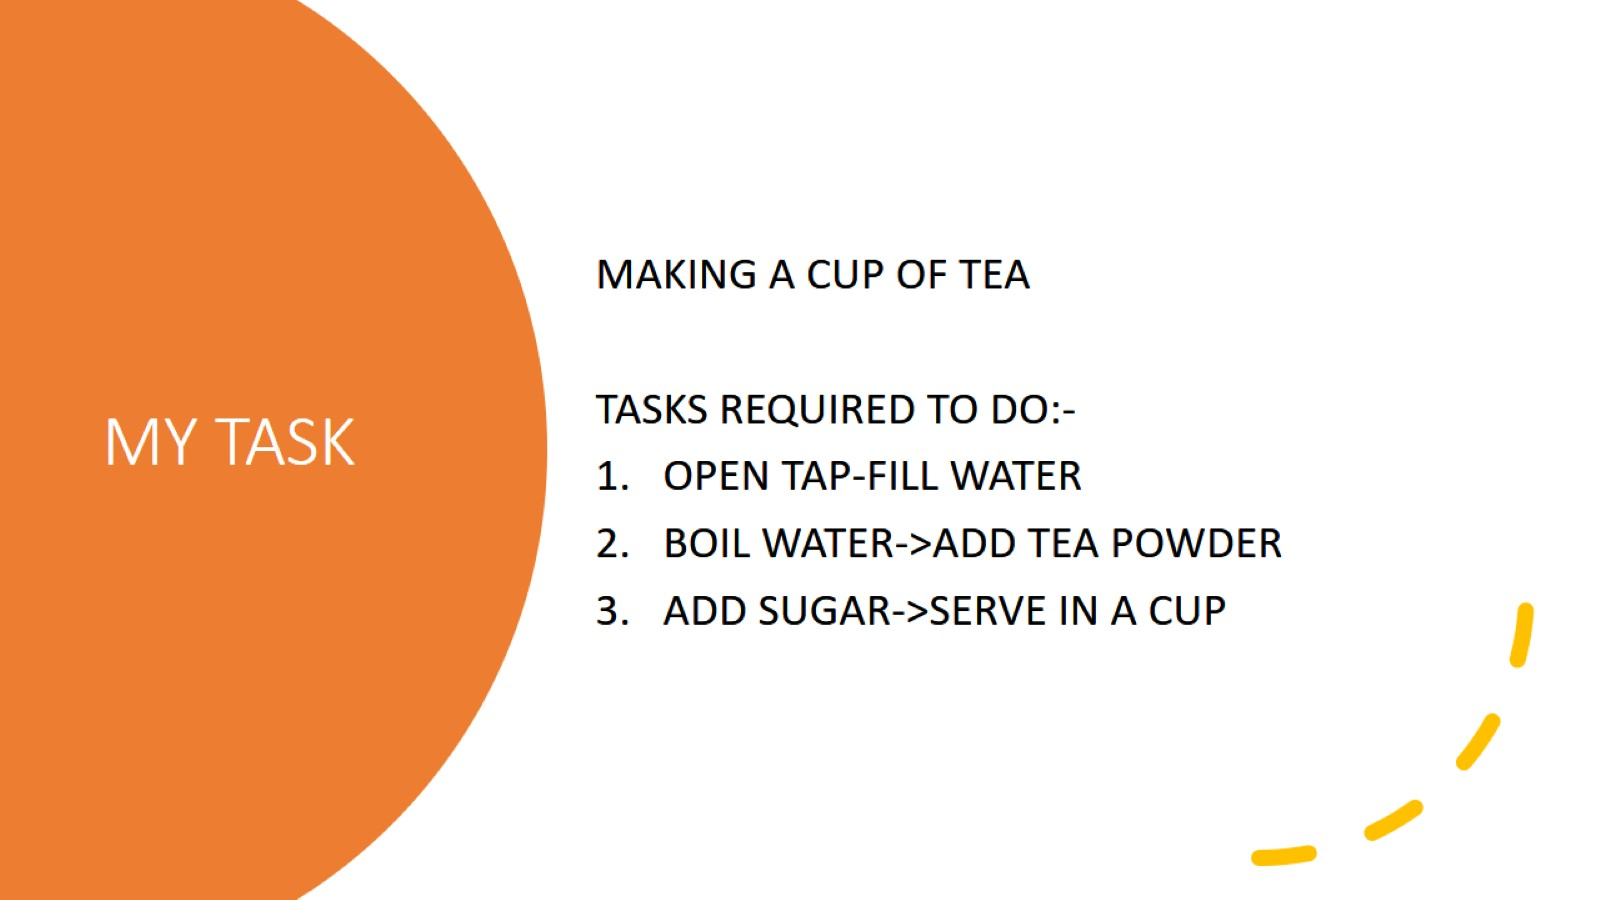 MY TASK
MAKING A CUP OF TEA
TASKS REQUIRED TO DO:-
1. OPEN TAP-FILL WATER
2. BOIL WATER->ADD TEA POWDER
3. ADD SUGAR->SERVE IN A CUP